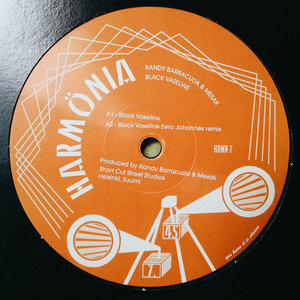 HARMÖNIA
RANDY BARRACUDA & MESAK
BLACK VASELINE
A1 - Black Vaseline
A2 - Black Vaseline Eero Johannes remix
HRMN-7
Produced by Randy Barracuda & Mesak
Short Cut Street Studios
Helsinki, Suomi
45